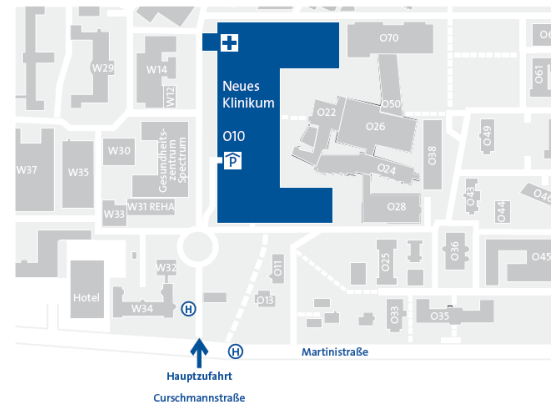 O70
O6
W29
W14
O61
W12
Neues
Klinikum
O10
P
O50
O22
O26
O49
O38
W30
Gesundheits-
zentrum
Spectrum
W37
W35
O24
O43
O46
W31 REHA
W33
O28
O44
O36
O45
O25
W32
O11
Hotel
O13
W34
H
O33
O35
H
Martinistraße
Hauptzufahrt
Curschmannstraße